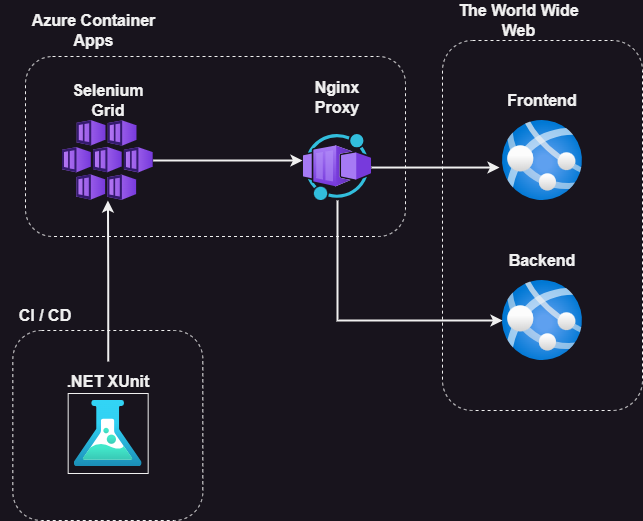 Azure Container
Apps
The World Wide
Web
Selenium
Grid
Nginx
Proxy
Frontend
Backend
CI / CD
.NET XUnit